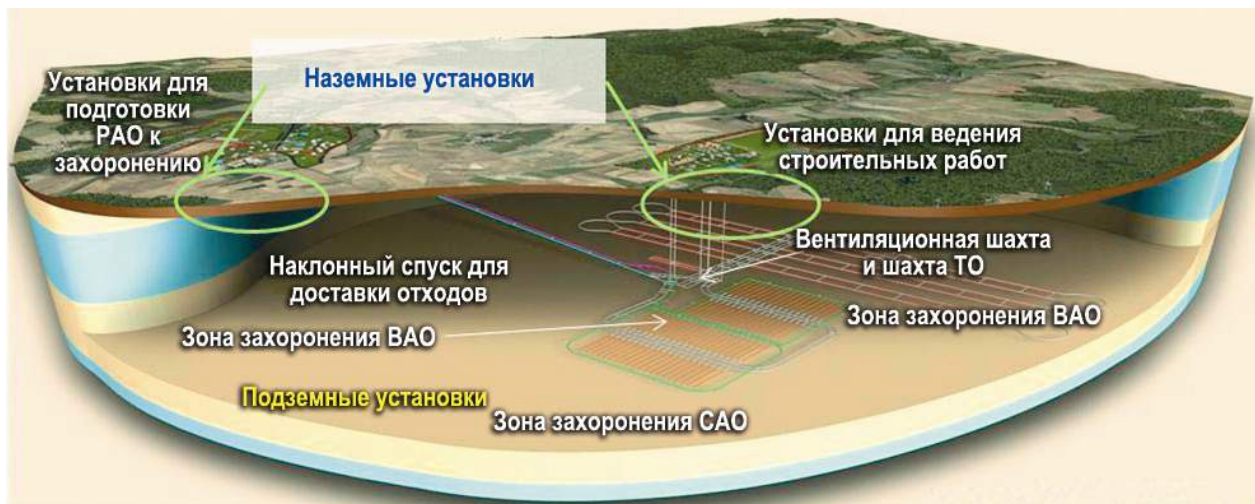 Установки для
подготовки
РАО к
захоронению
Наземные установки
Установки для ведения
строительных работ
Вентиляционная шахта
и шахта ТО
Наклонный спуск для
доставки отходов
Зона захоронения ВАО
Зона захоронения ВАО
Подземные установки
Зона захоронения САО